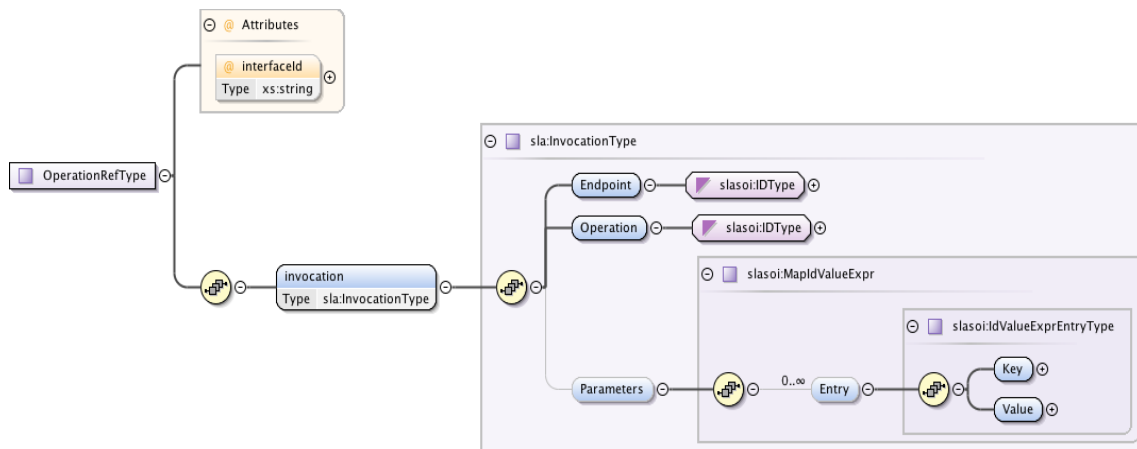 @ Attributes
@ interfaceId
Type xs:string
OperationRefType
sla:InvocationType
Endpoint
slasoi:IDType
Operation
slasoi:IDType
invocation
Type sla:InvocationType
slasoi:MapIdValueExpr
slasoi:IdValueExprEntryType
Parameters
0..∞
Entry
Key
Value